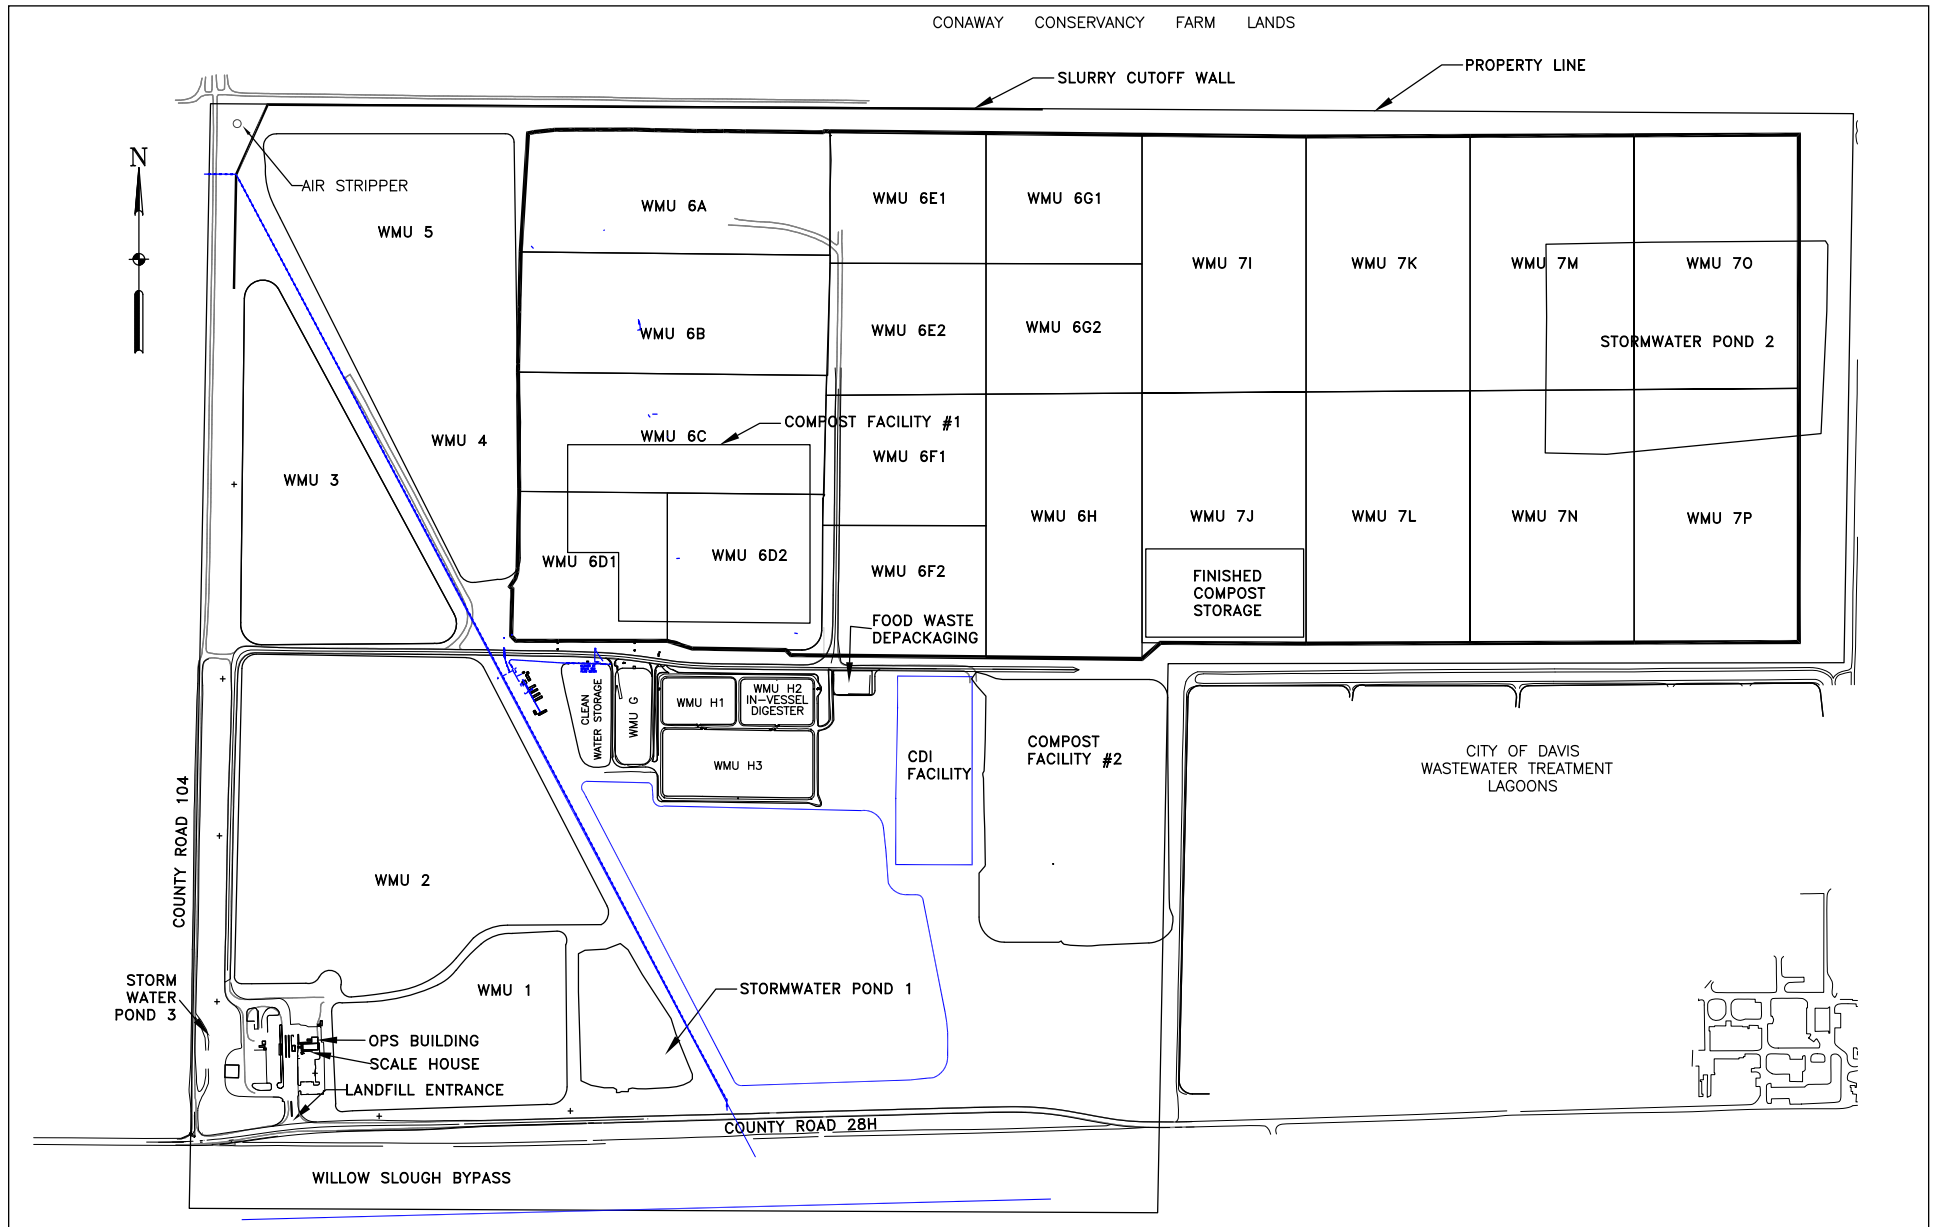 CONAWAY CONSERVANCY FARM LANDS
SLURRY CUTOFF WALL
PROPERTY LINE
N
AIR STRIPPER
WMU 5
WMU 6A
WMU 6E1
WMU 6G1
WMU 7I
WMU 7K
WMU 7M
WMU 7O
WMU 6B
WMU 6E2
WMU 6G2
STORMWATER POND 2
WMU 4
WMU 3
WMU 6C
COMPOST FACILITY #1
WMU 6F1
WMU 6H
WMU 7J
WMU 7L
WMU 7N
WMU 7P
WMU 6D1
WMU 6D2
WMU 6F2
FINISHED
COMPOST
STORAGE
FOOD WASTE
DEPACKAGING
CLEAN
WATER STORAGE
WMU G
WMU H1
WMU H2
IN-VESSEL
DIGESTER
WMU H3
CDI
FACILITY
COMPOST
FACILITY #2
CITY OF DAVIS
WASTEWATER TREATMENT
LAGOONS
COUNTY ROAD 104
WMU 2
STORM
WATER
POND 3
WMU 1
STORMWATER POND 1
OPS BUILDING
SCALE HOUSE
LANDFILL ENTRANCE
COUNTY ROAD 28H
WILLOW SLOUGH BYPASS